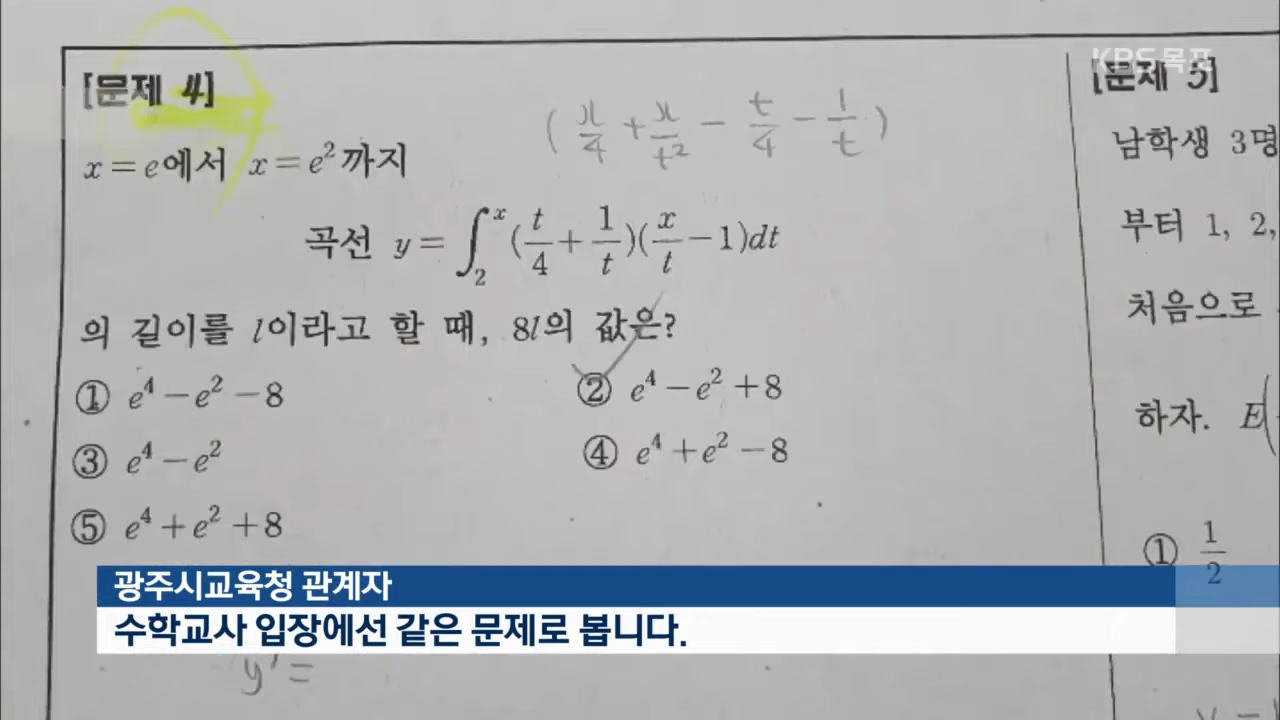 KBS 목포
[문제 4]
(x/4 + x/t² - t/4 - 1/t)
x = e에서 x = e²까지
곡선 y = ∫₂ˣ (t/4 + 1/t)(x/t - 1)dt
의 길이를 l이라고 할 때, 8l의 값은?
① e⁴ - e² - 8
② e⁴ - e² + 8
③ e⁴ - e²
④ e⁴ + e² - 8
⑤ e⁴ + e² + 8
[문제 5]
남학생 3명
부터 1, 2,
처음으로
하자. E(
① 1/2
광주시교육청 관계자
수학교사 입장에선 같은 문제로 봅니다.
y' =